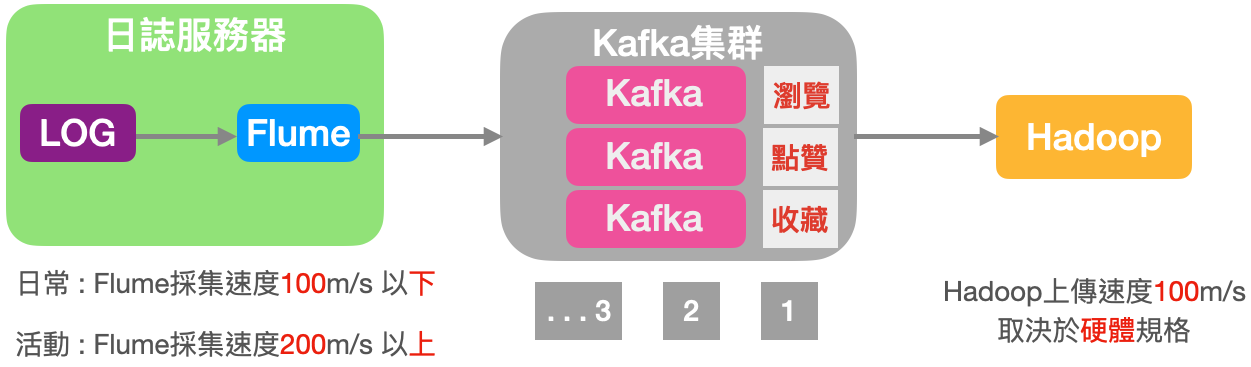 日誌服務器
LOG
Flume
Kafka集群
Kafka
瀏覽
Kafka
點贊
Kafka
收藏
Hadoop
日常 : Flume採集速度100m/s 以下
活動 : Flume採集速度200m/s 以上
. . . 3
2
1
Hadoop上傳速度100m/s
取決於硬體規格